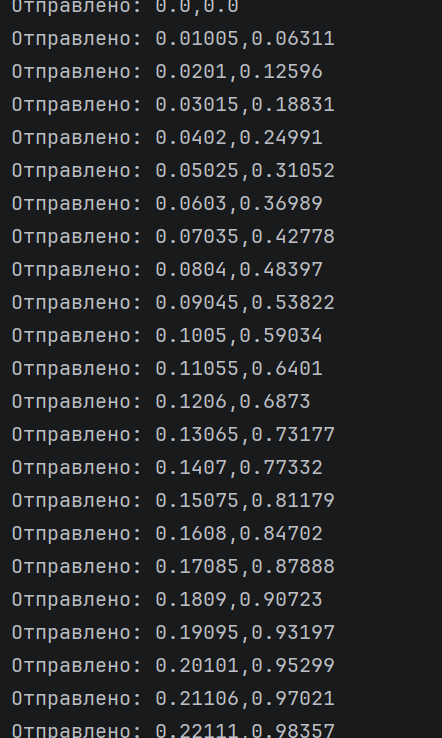 Отправлено: 0.0,0.0
Отправлено: 0.01005,0.06311
Отправлено: 0.0201,0.12596
Отправлено: 0.03015,0.18831
Отправлено: 0.0402,0.24991
Отправлено: 0.05025,0.31052
Отправлено: 0.0603,0.36989
Отправлено: 0.07035,0.42778
Отправлено: 0.0804,0.48397
Отправлено: 0.09045,0.53822
Отправлено: 0.1005,0.59034
Отправлено: 0.11055,0.6401
Отправлено: 0.1206,0.6873
Отправлено: 0.13065,0.73177
Отправлено: 0.1407,0.77332
Отправлено: 0.15075,0.81179
Отправлено: 0.1608,0.84702
Отправлено: 0.17085,0.87888
Отправлено: 0.1809,0.90723
Отправлено: 0.19095,0.93197
Отправлено: 0.20101,0.95299
Отправлено: 0.21106,0.97021
Отправлено: 0.22111,0.98357